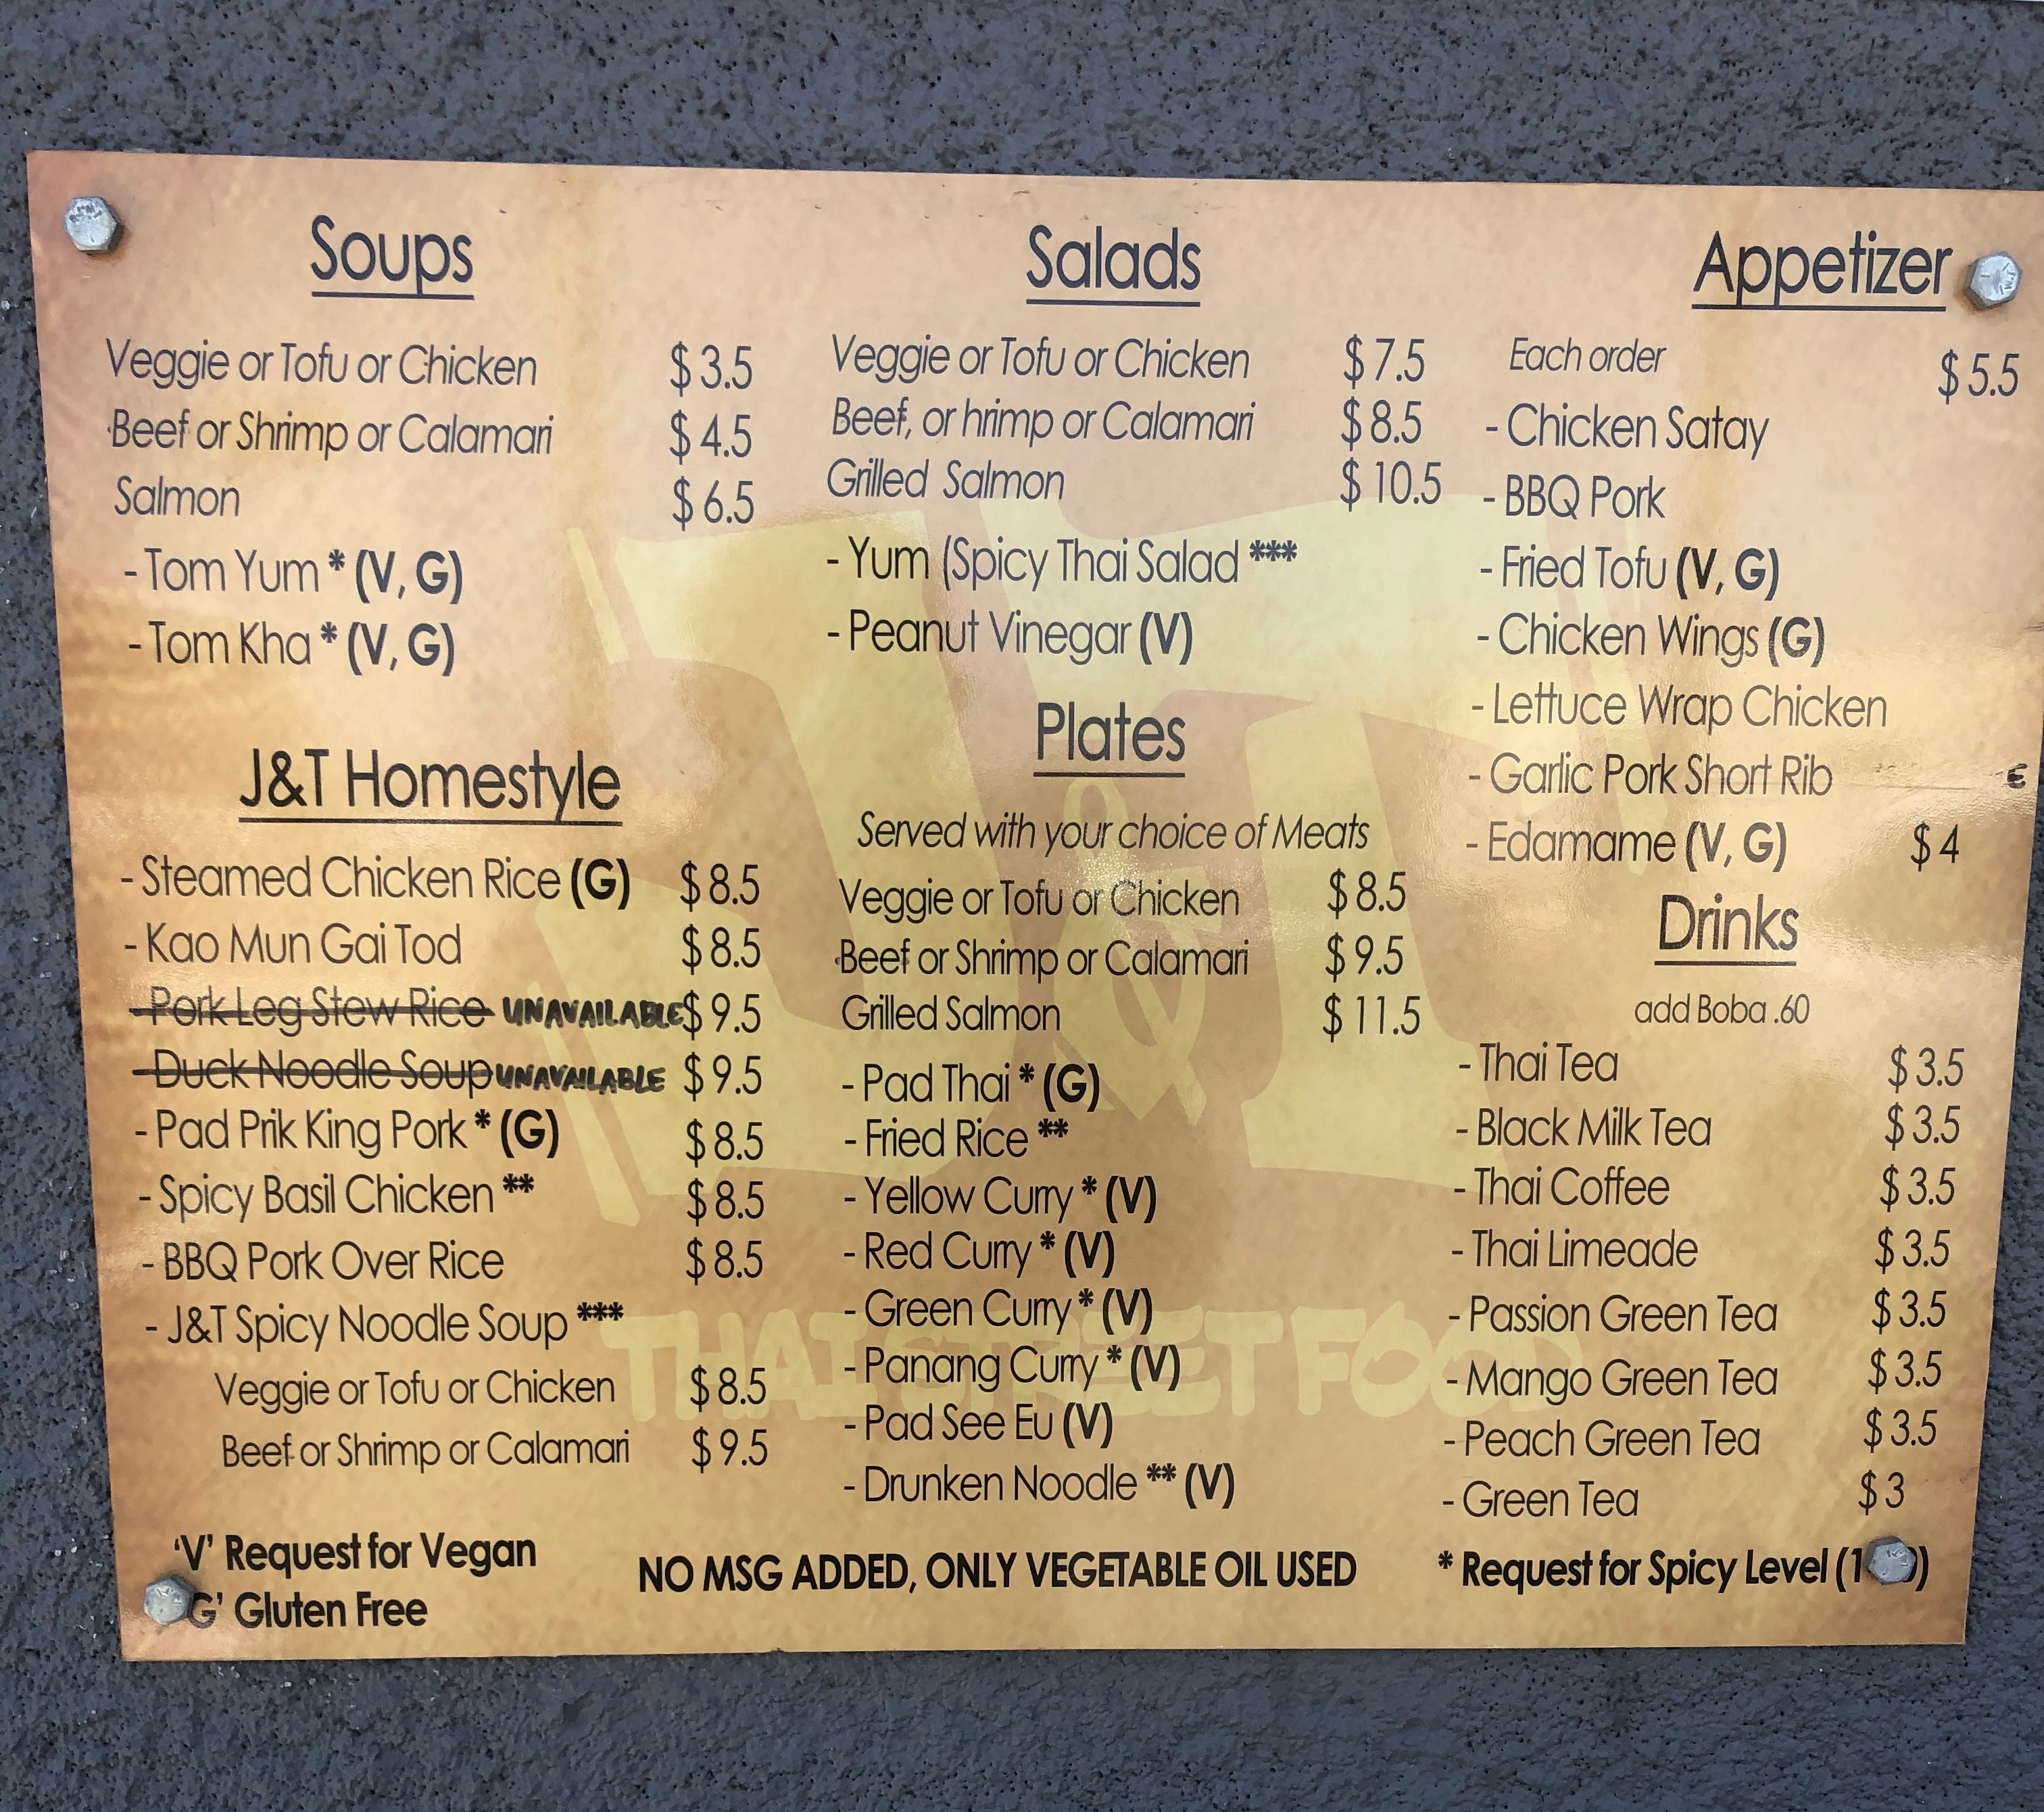 Soups
Veggie or Tofu or Chicken $3.5
Beef or Shrimp or Calamari $4.5
Salmon $6.5
- Tom Yum * (V, G)
- Tom Kha * (V, G)
J&T Homestyle
- Steamed Chicken Rice (G) $8.5
- Kao Mun Gai Tod $8.5
- Pork Leg Stew Rice UNAVAILABLE $9.5
- Duck Noodle Soup UNAVAILABLE $9.5
- Pad Prik King Pork * (G) $8.5
- Spicy Basil Chicken ** $8.5
- BBQ Pork Over Rice $8.5
- J&T Spicy Noodle Soup ***
Veggie or Tofu or Chicken $8.5
Beef or Shrimp or Calamari $9.5
'V' Request for Vegan
G' Gluten Free
Salads
Veggie or Tofu or Chicken $7.5
Beef, or hrimp or Calamari $8.5
Grilled Salmon $10.5
- Yum (Spicy Thai Salad ***
- Peanut Vinegar (V)
Plates
Served with your choice of Meats
Veggie or Tofu or Chicken $8.5
Beef or Shrimp or Calamari $9.5
Grilled Salmon $11.5
- Pad Thai * (G)
- Fried Rice **
- Yellow Curry * (V)
- Red Curry * (V)
- Green Curry * (V)
- Panang Curry * (V)
- Pad See Eu (V)
- Drunken Noodle ** (V)
NO MSG ADDED, ONLY VEGETABLE OIL USED
Appetizer
Each order $5.5
- Chicken Satay
- BBQ Pork
- Fried Tofu (V, G)
- Chicken Wings (G)
- Lettuce Wrap Chicken
- Garlic Pork Short Rib
- Edamame (V, G) $4
Drinks
add Boba .60
- Thai Tea $3.5
- Black Milk Tea $3.5
- Thai Coffee $3.5
- Thai Limeade $3.5
- Passion Green Tea $3.5
- Mango Green Tea $3.5
- Peach Green Tea $3.5
- Green Tea $3
* Request for Spicy Level
J&T
THAI STREET FOOD